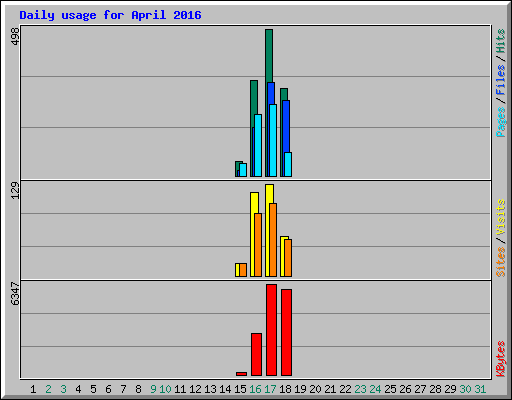 Daily usage for April 2016
498
Pages / Files / Hits
129
Sites / Visits
6347
KBytes
1 2 3 4 5 6 7 8 9 10 11 12 13 14 15 16 17 18 19 20 21 22 23 24 25 26 27 28 29 30 31